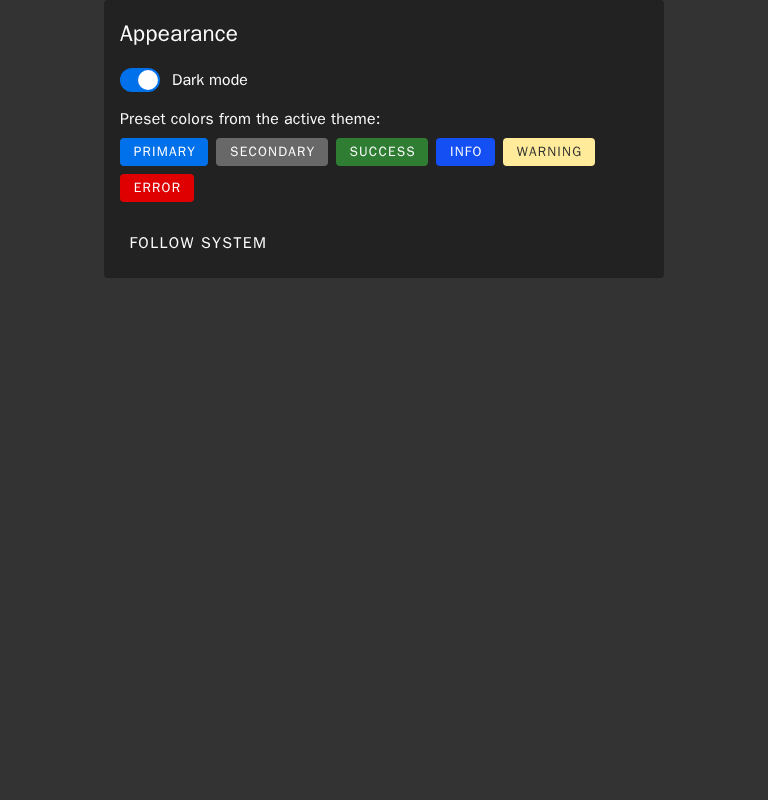 Appearance
Dark mode
Preset colors from the active theme:
PRIMARY SECONDARY SUCCESS INFO WARNING
ERROR
FOLLOW SYSTEM